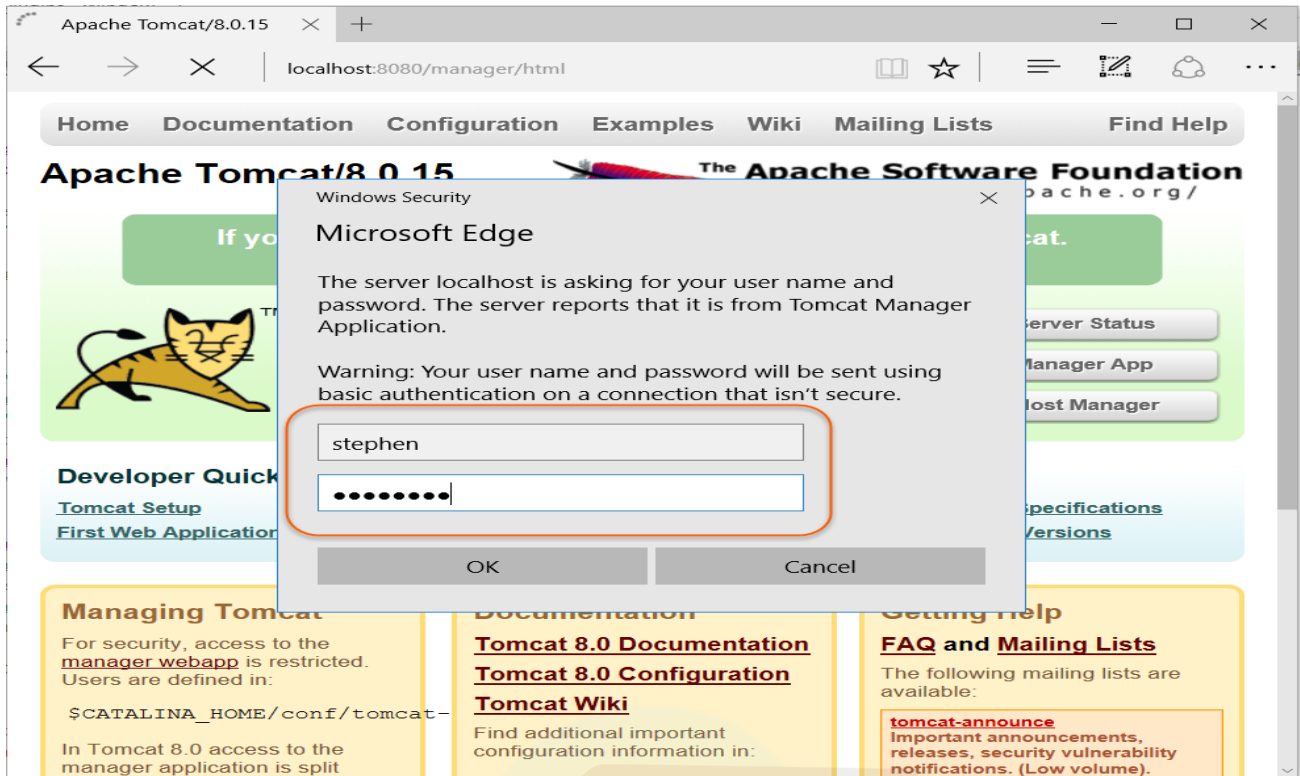 Apache Tomcat/8.0.15
localhost:8080/manager/html
Home Documentation Configuration Examples Wiki Mailing Lists Find Help
Apache Tomcat/8.0.15
The Apache Software Foundation
If yo
cat.
TM
Windows Security
Microsoft Edge
The server localhost is asking for your user name and
password. The server reports that it is from Tomcat Manager
Application.
Warning: Your user name and password will be sent using
basic authentication on a connection that isn't secure.
stephen
●●●●●●●●
OK Cancel
Server Status
Manager App
Host Manager
Developer Quick
Tomcat Setup
First Web Application
Specifications
Versions
Managing Tomcat
For security, access to the
manager webapp is restricted.
Users are defined in:
$CATALINA_HOME/conf/tomcat-
In Tomcat 8.0 access to the
manager application is split
Documentation
Tomcat 8.0 Documentation
Tomcat 8.0 Configuration
Tomcat Wiki
Find additional important
configuration information in:
Getting Help
FAQ and Mailing Lists
The following mailing lists are
available:
tomcat-announce
Important announcements,
releases, security vulnerability
notifications. (Low volume).